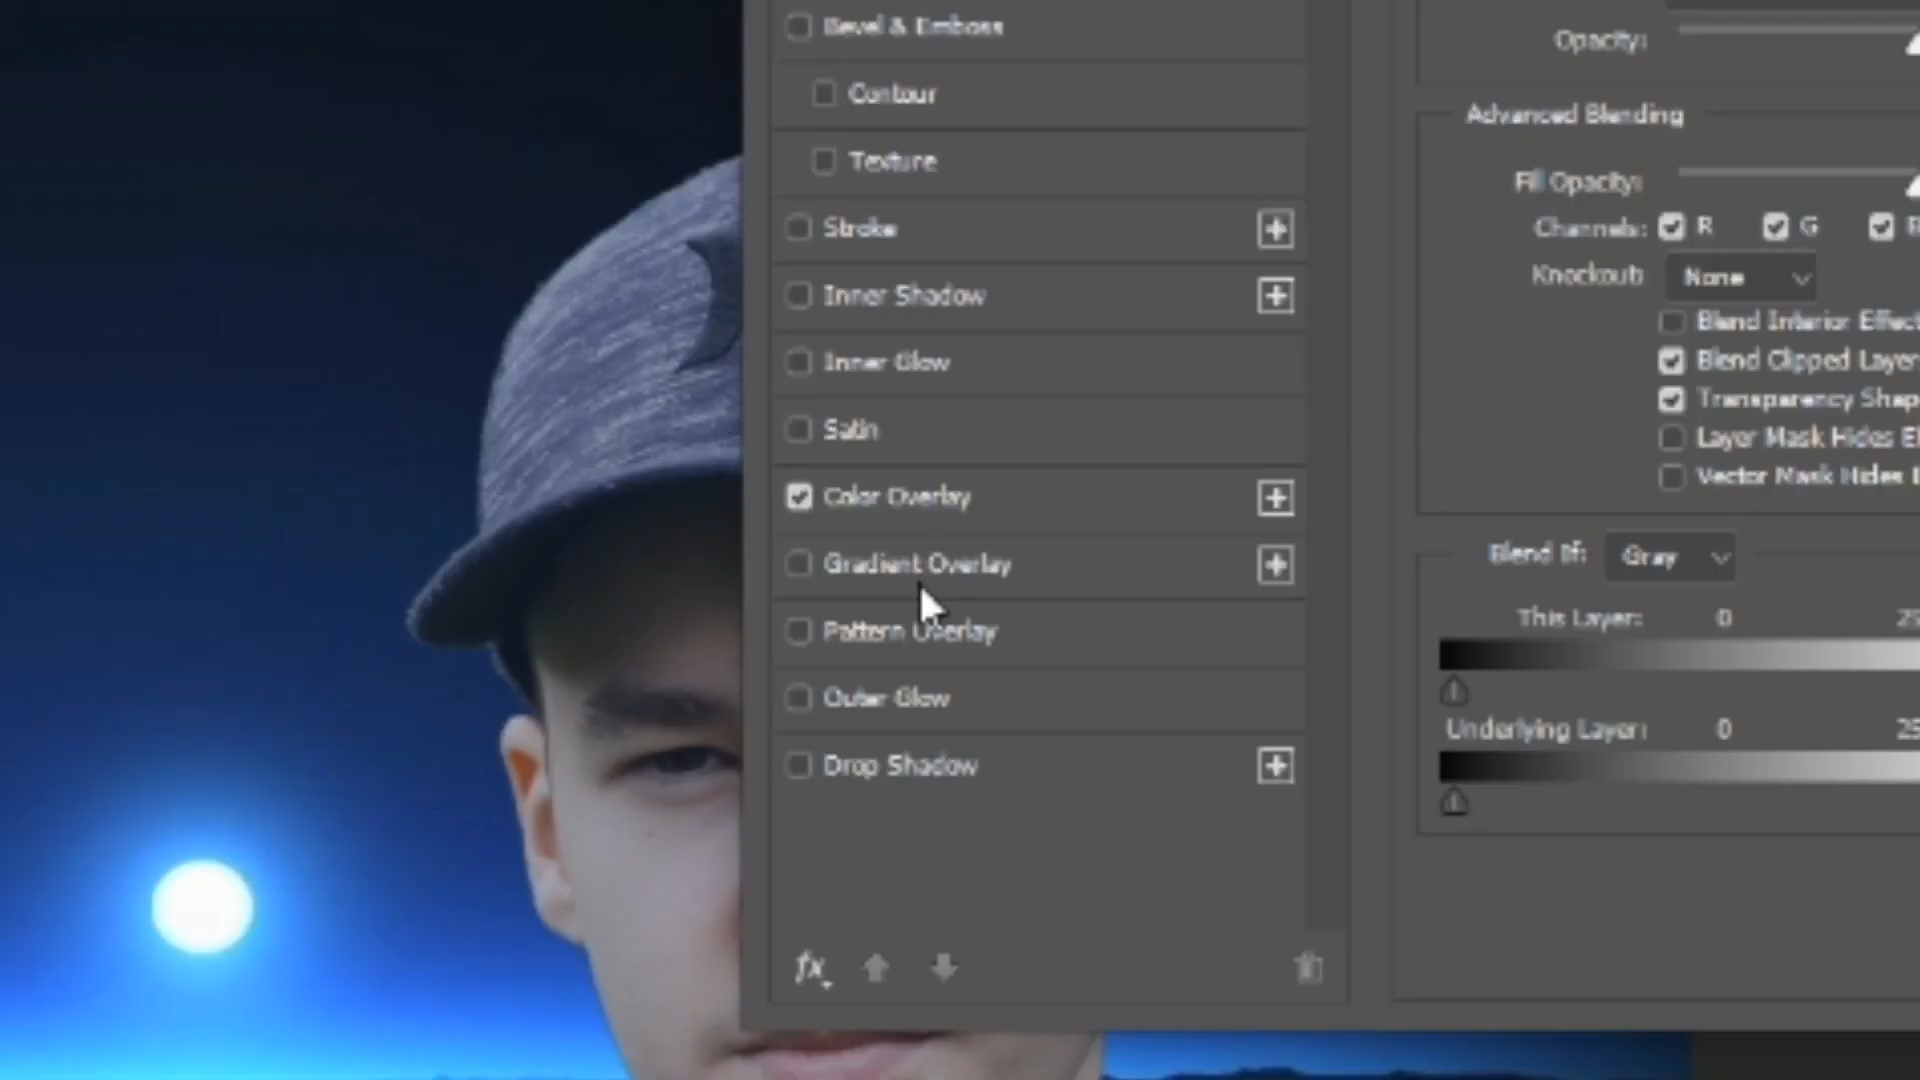 Bevel & Emboss
Contour
Texture
Stroke
Inner Shadow
Inner Glow
Satin
Color Overlay
Gradient Overlay
Pattern Overlay
Outer Glow
Drop Shadow
fx
Opacity:
Advanced Blending
Fill Opacity:
Channels: R G B
Knockout: None
Blend Interior Effect
Blend Clipped Layer
Transparency Shap
Layer Mask Hides E
Vector Mask Hides
Blend If: Gray
This Layer: 0 25
Underlying Layer: 0 25